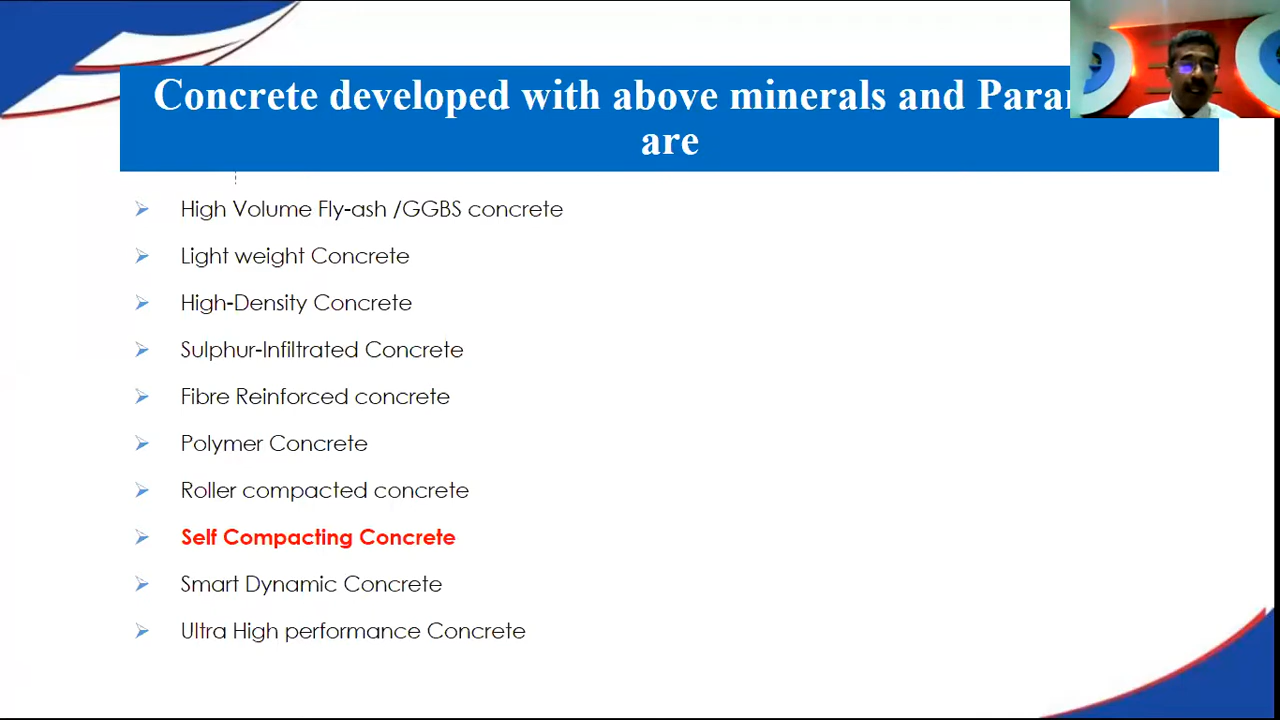 Concrete developed with above minerals and
are
High Volume Fly-ash /GGBS concrete
Light weight Concrete
High-Density Concrete
Sulphur-Infiltrated Concrete
Fibre Reinforced concrete
Polymer Concrete
Roller compacted concrete
Self Compacting Concrete
Smart Dynamic Concrete
Ultra High performance Concrete